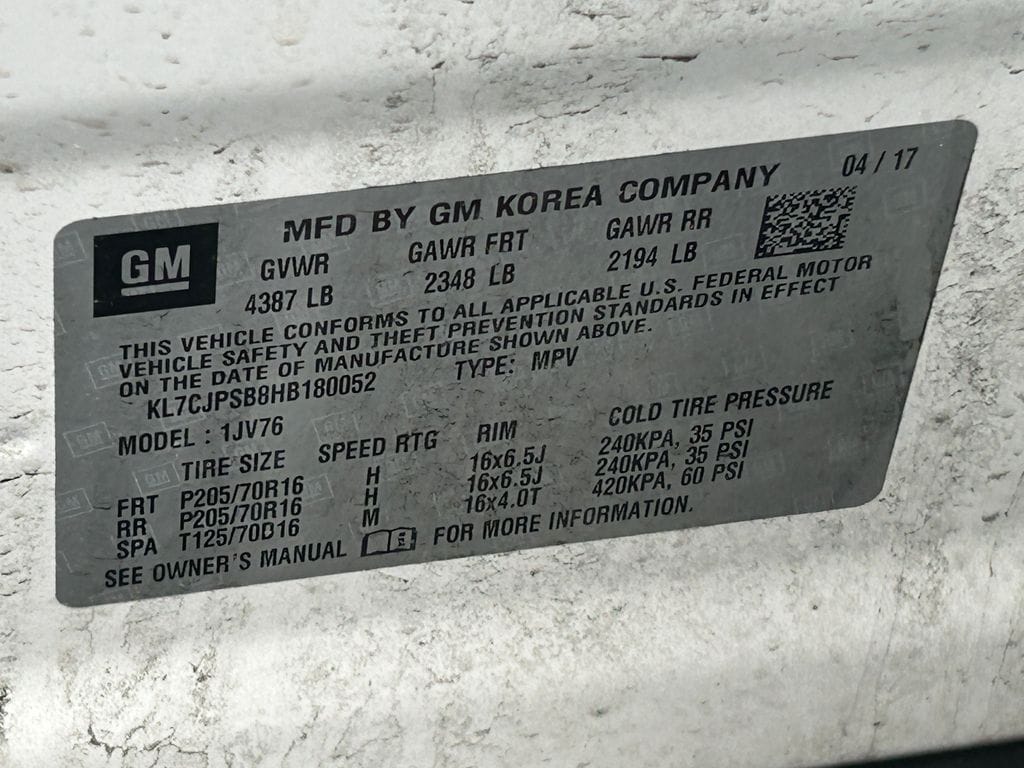 GM
MFD BY GM KOREA COMPANY 04 / 17
GVWR GAWR FRT GAWR RR
4387 LB 2348 LB 2194 LB
THIS VEHICLE CONFORMS TO ALL APPLICABLE U.S. FEDERAL MOTOR
VEHICLE SAFETY AND THEFT PREVENTION STANDARDS IN EFFECT
ON THE DATE OF MANUFACTURE SHOWN ABOVE.
KL7CJPSB8HB180052 TYPE: MPV
MODEL : 1JV76
TIRE SIZE SPEED RTG RIM COLD TIRE PRESSURE
FRT P205/70R16 H 16x6.5J 240KPA, 35 PSI
RR P205/70R16 H 16x6.5J 240KPA, 35 PSI
SPA T125/70D16 M 16x4.0T 420KPA, 60 PSI
SEE OWNER'S MANUAL FOR MORE INFORMATION.